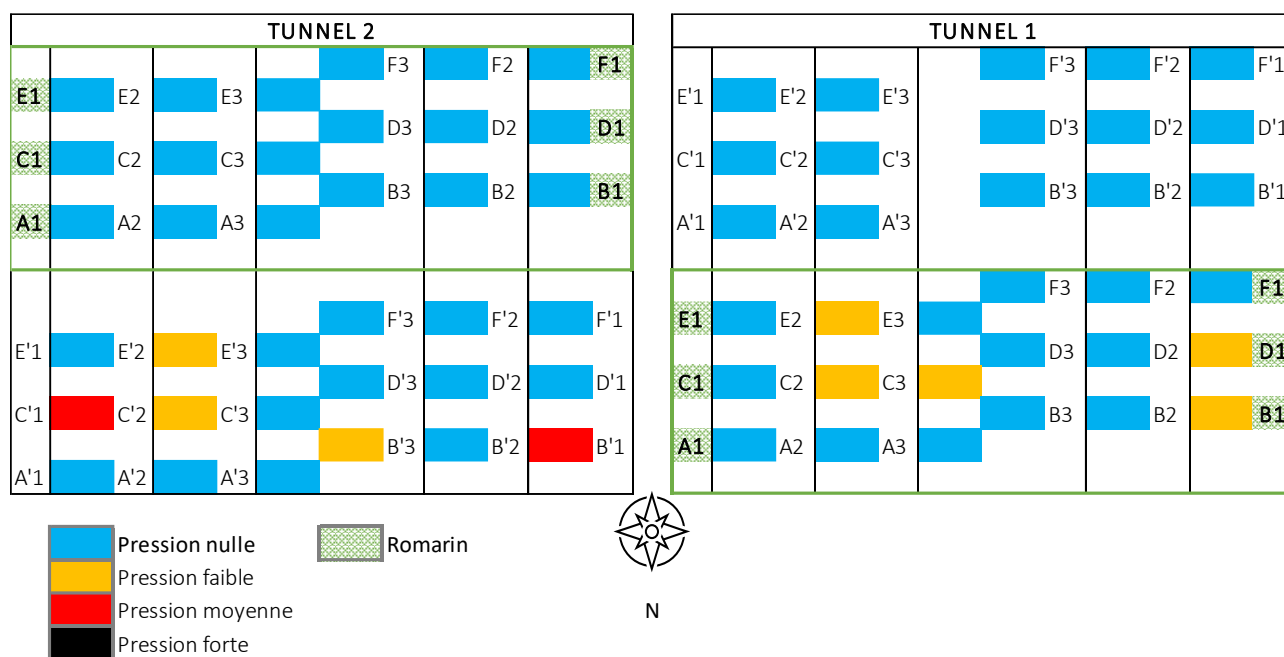 TUNNEL 2
F3 F2 F1
E1 E2 E3
D3 D2 D1
C1 C2 C3
B3 B2 B1
A1 A2 A3
F'3 F'2 F'1
E'1 E'2 E'3
D'3 D'2 D'1
C'1 C'2 C'3
B'3 B'2 B'1
A'1 A'2 A'3
TUNNEL 1
F'3 F'2 F'1
E'1 E'2 E'3
D'3 D'2 D'1
C'1 C'2 C'3
B'3 B'2 B'1
A'1 A'2 A'3
F3 F2 F1
E1 E2 E3
D3 D2 D1
C1 C2 C3
B3 B2 B1
A1 A2 A3
Pression nulle
Pression faible
Pression moyenne
Pression forte
Romarin
N